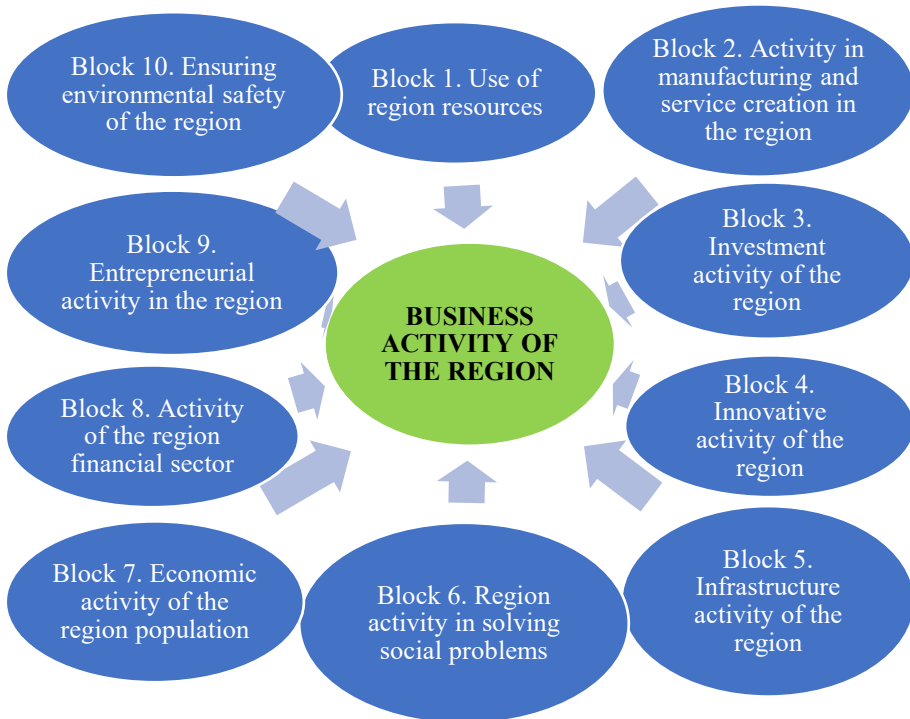 Block 10. Ensuring
environmental safety
of the region
Block 1. Use of
region resources
Block 2. Activity in
manufacturing and
service creation in
the region
Block 9.
Entrepreneurial
activity in the region
BUSINESS
ACTIVITY OF
THE REGION
Block 3.
Investment
activity of the
region
Block 8. Activity
of the region
financial sector
Block 4.
Innovative
activity of the
region
Block 7. Economic
activity of the
region population
Block 6. Region
activity in solving
social problems
Block 5.
Infrastructure
activity of the
region